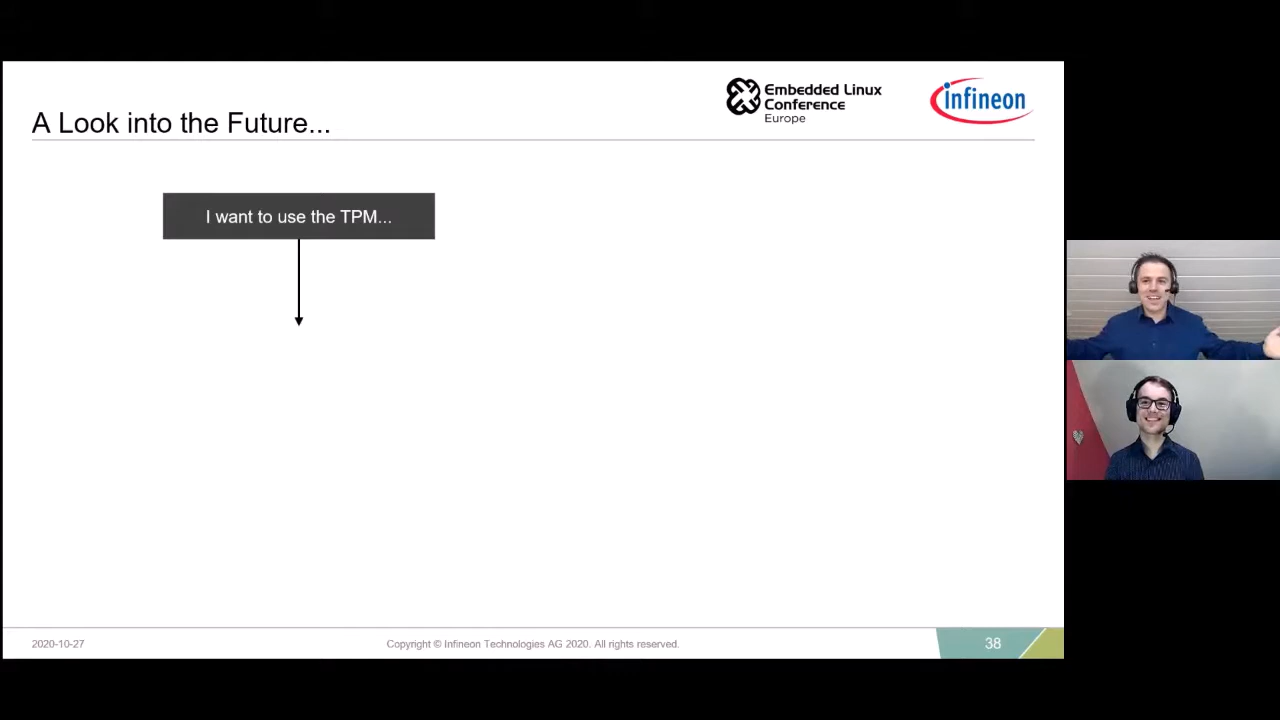 Embedded Linux
Conference
Europe
infineon
A Look into the Future...
I want to use the TPM...
2020-10-27
Copyright © Infineon Technologies AG 2020. All rights reserved.
38